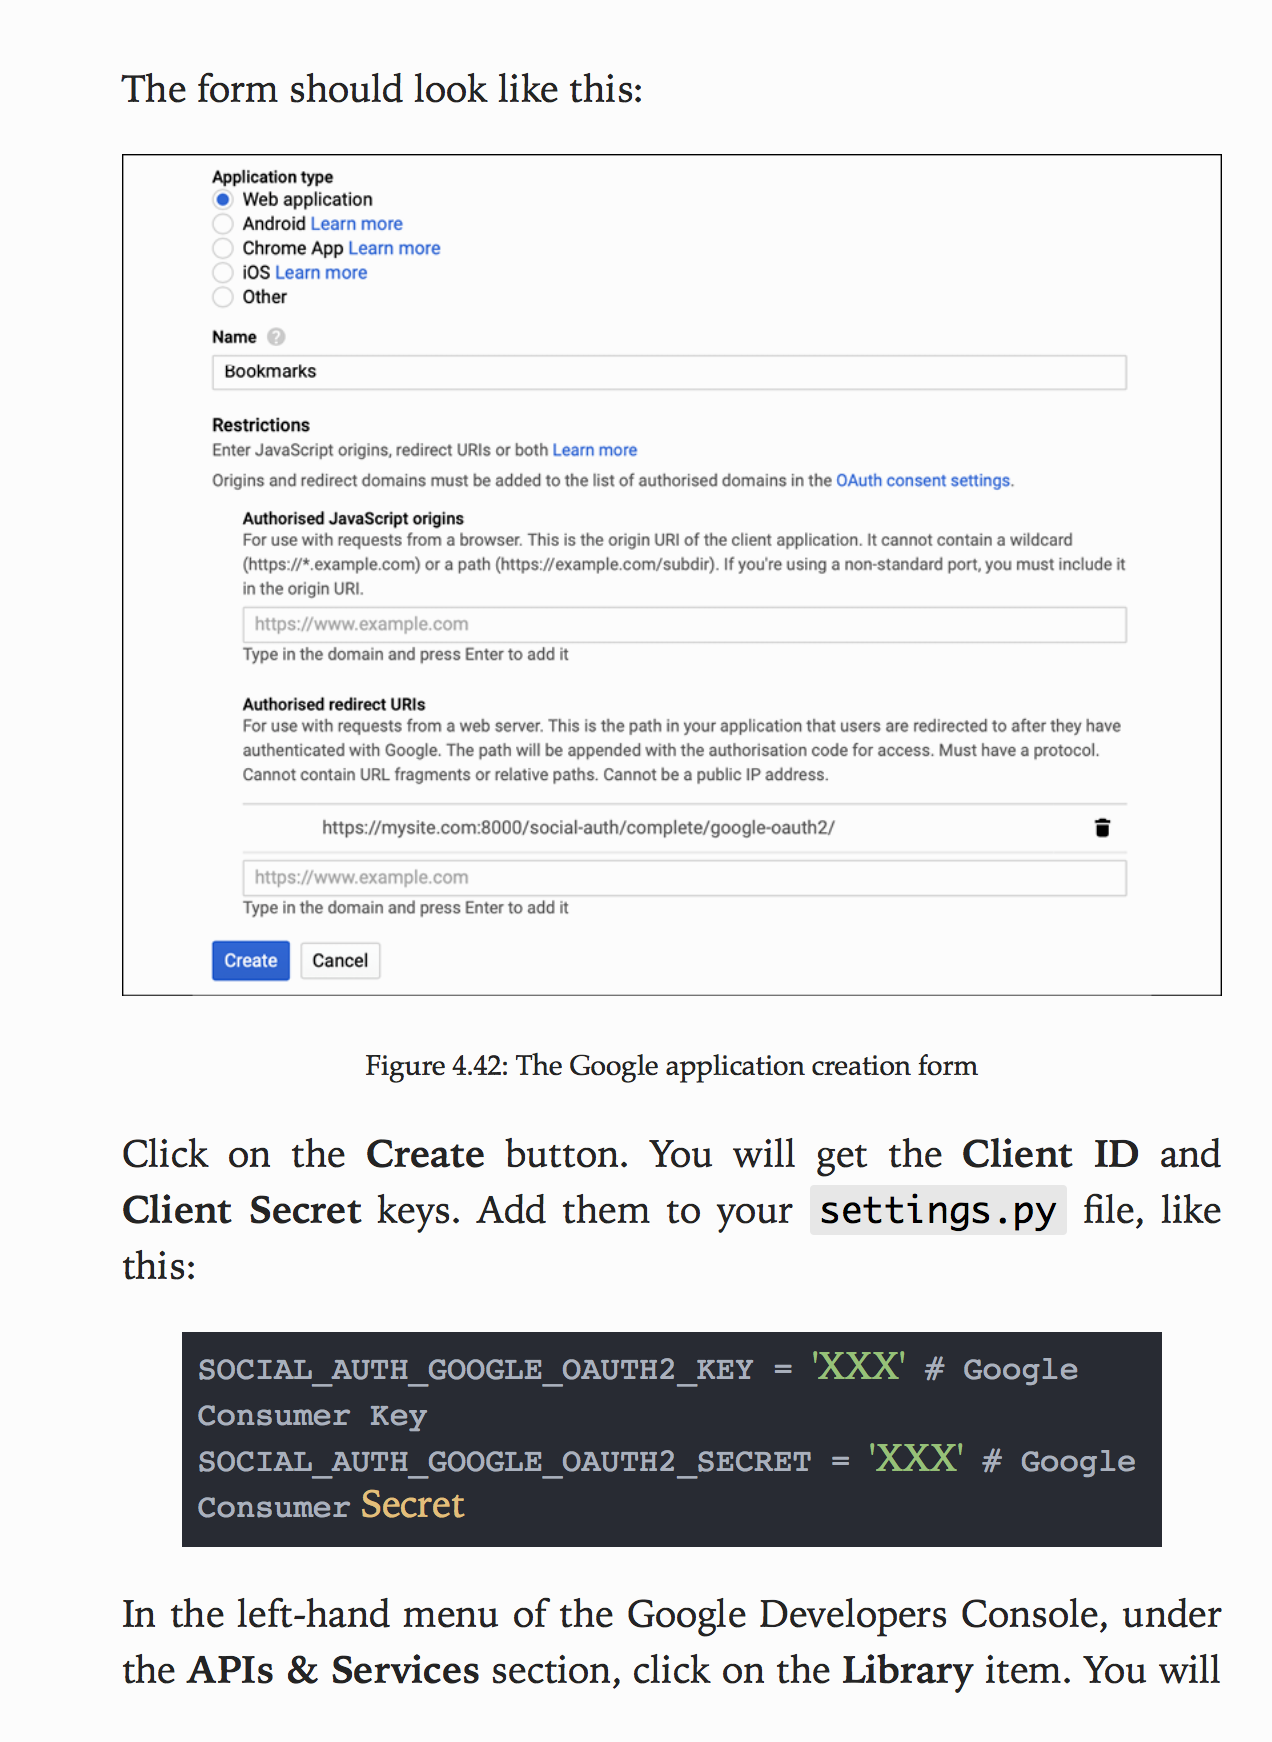 The form should look like this:
Application type
Web application
Android Learn more
Chrome App Learn more
iOS Learn more
Other
Name ?
Bookmarks
Restrictions
Enter JavaScript origins, redirect URIs or both Learn more
Origins and redirect domains must be added to the list of authorised domains in the OAuth consent settings.
Authorised JavaScript origins
For use with requests from a browser. This is the origin URI of the client application. It cannot contain a wildcard
(https://*.example.com) or a path (https://example.com/subdir). If you're using a non-standard port, you must include it
in the origin URI.
https://www.example.com
Type in the domain and press Enter to add it
Authorised redirect URIs
For use with requests from a web server. This is the path in your application that users are redirected to after they have
authenticated with Google. The path will be appended with the authorisation code for access. Must have a protocol.
Cannot contain URL fragments or relative paths. Cannot be a public IP address.
https://mysite.com:8000/social-auth/complete/google-oauth2/
https://www.example.com
Type in the domain and press Enter to add it
Create Cancel
Figure 4.42: The Google application creation form
Click on the Create button. You will get the Client ID and
Client Secret keys. Add them to your settings.py file, like
this:
SOCIAL_AUTH_GOOGLE_OAUTH2_KEY = 'XXX' # Google
Consumer Key
SOCIAL_AUTH_GOOGLE_OAUTH2_SECRET = 'XXX' # Google
Consumer Secret
In the left-hand menu of the Google Developers Console, under
the APIs & Services section, click on the Library item. You will